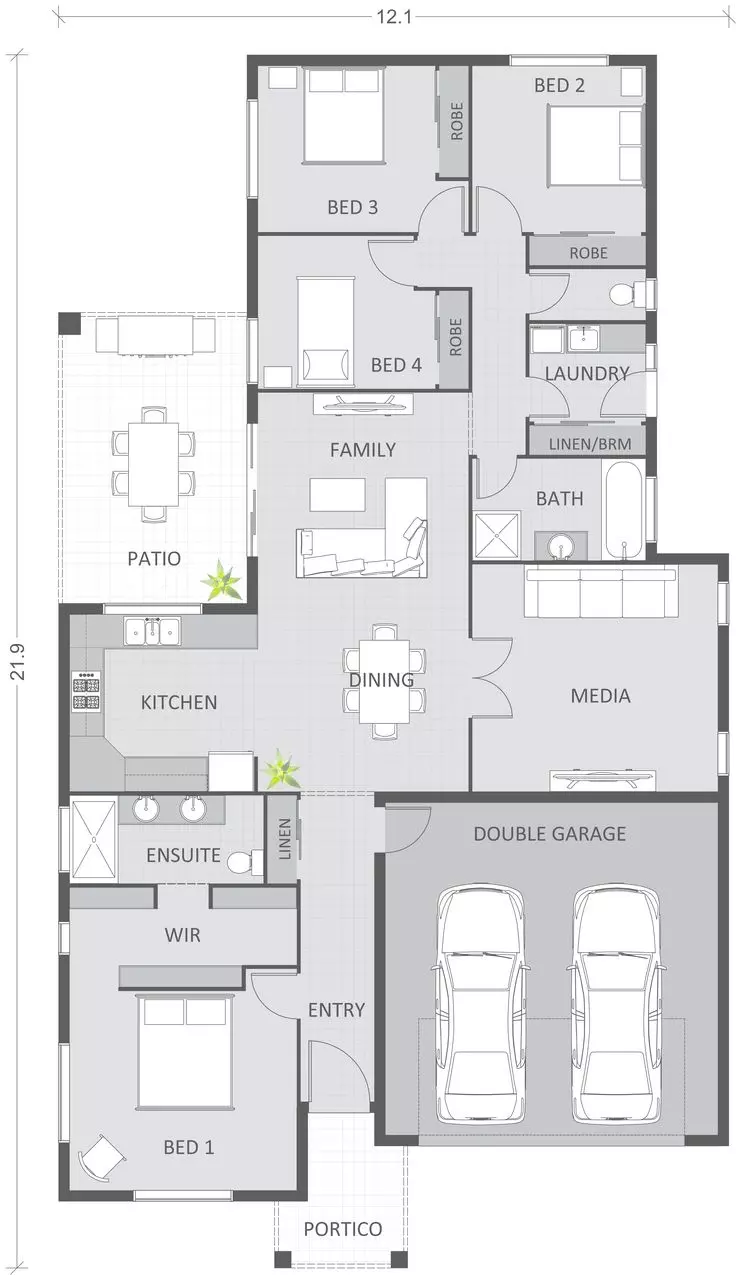 12.1
BED 2
ROBE
BED 3
ROBE
BED 4
ROBE
LAUNDRY
FAMILY
LINEN/BRM
BATH
PATIO
21.9
DINING
MEDIA
KITCHEN
DOUBLE GARAGE
LINEN
ENSUITE
WIR
ENTRY
BED 1
PORTICO